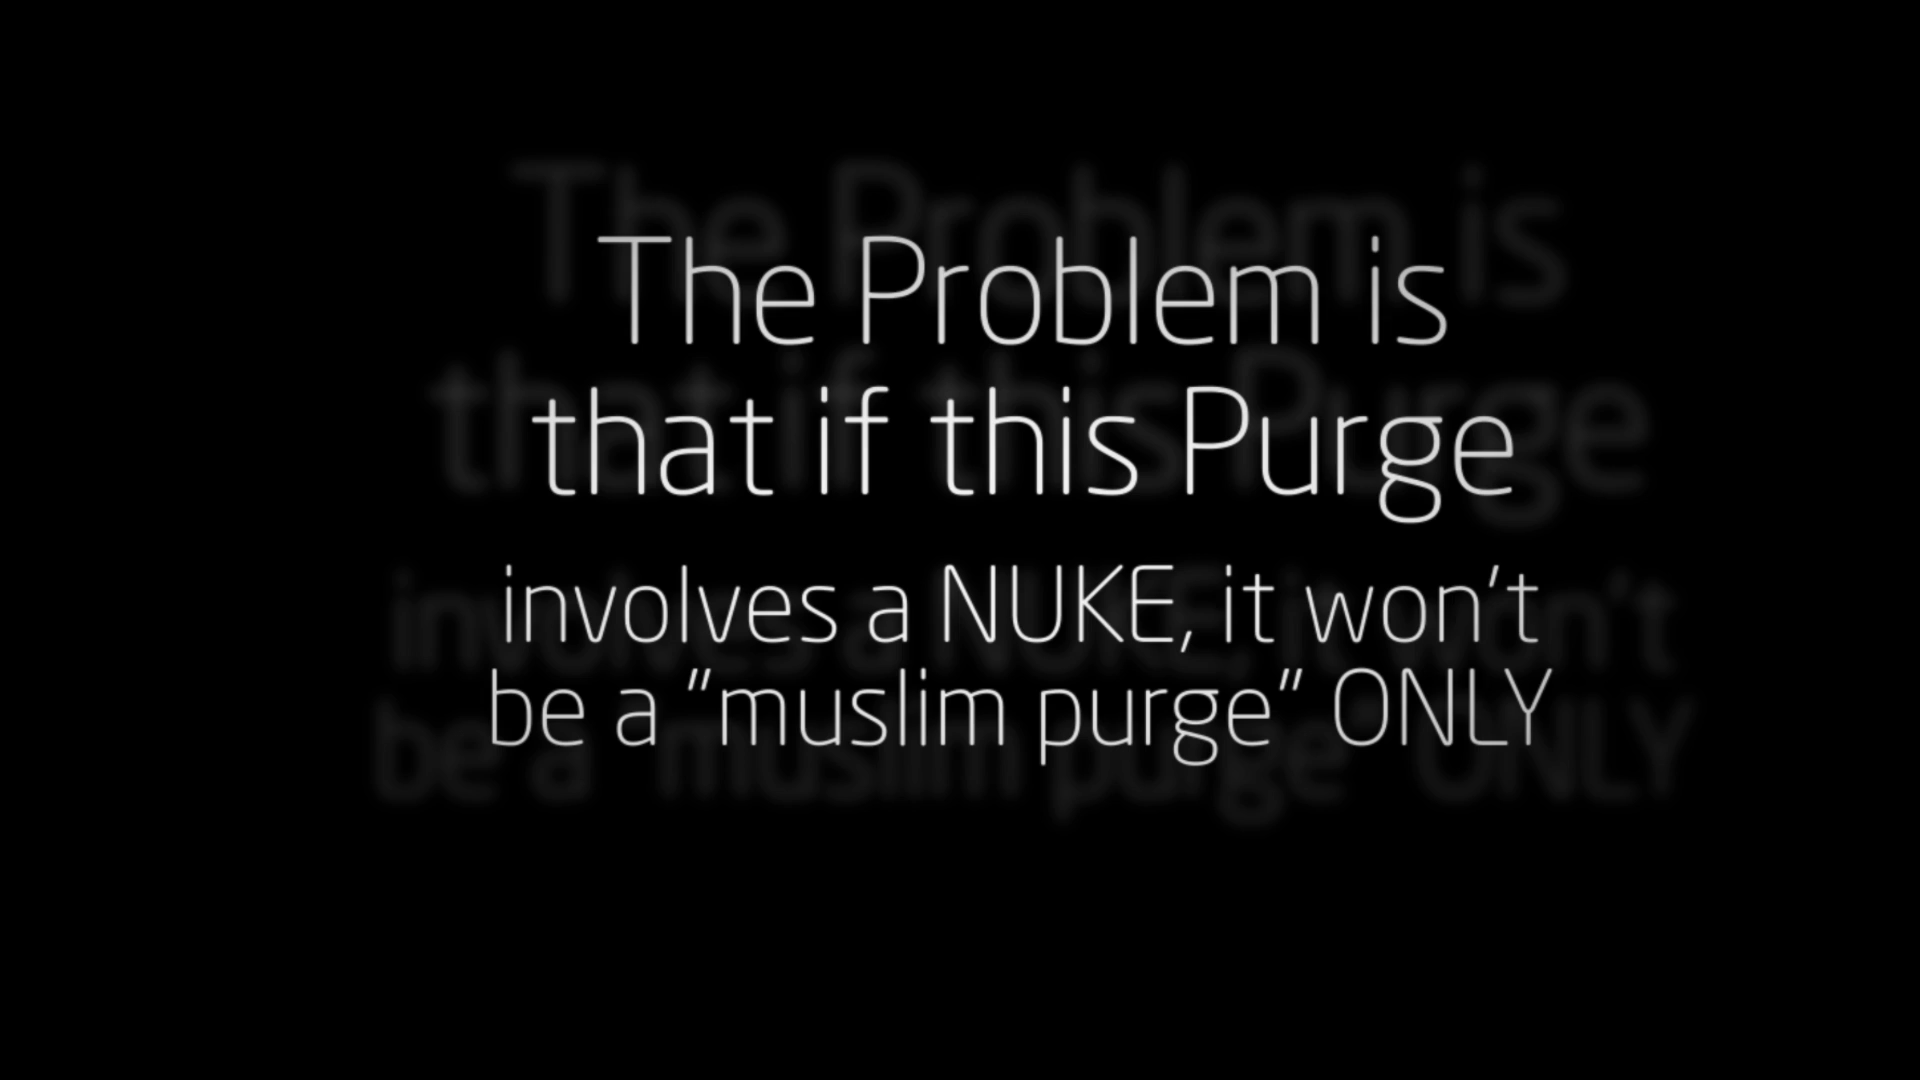 The Problem is
that if this Purge
involves a NUKE, it won't
be a "muslim purge" ONLY